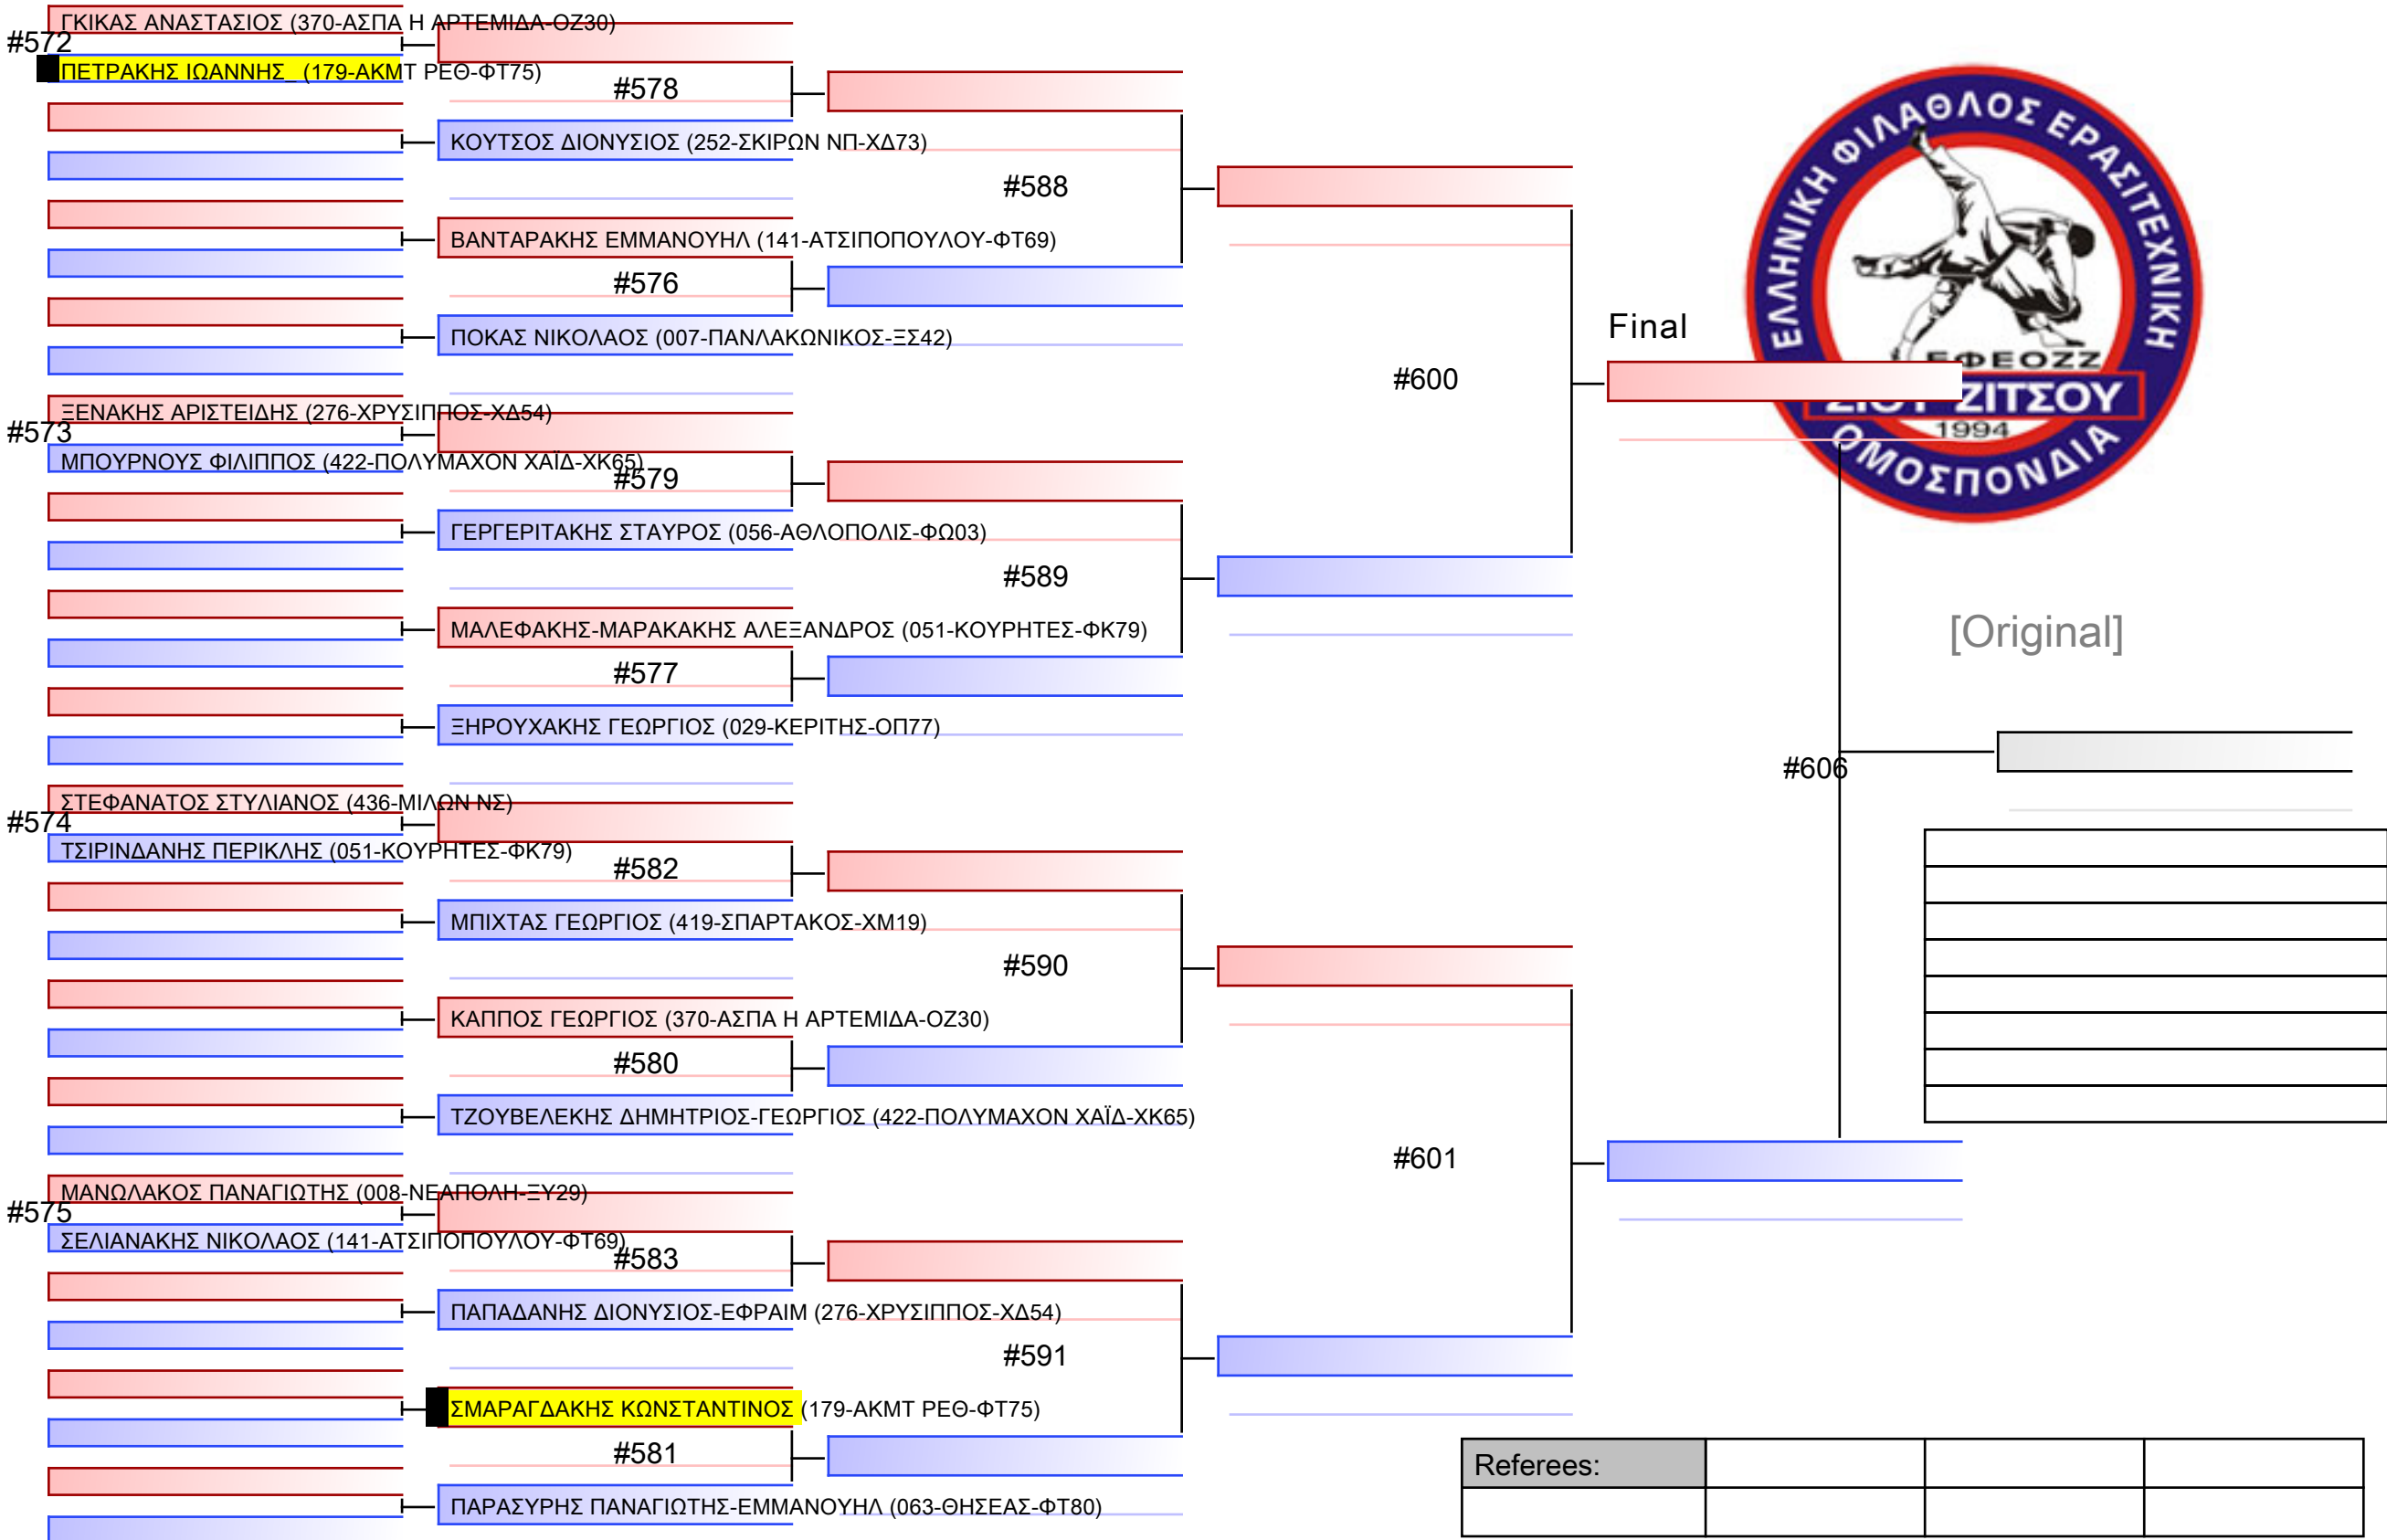 ΓΚΙΚΑΣ ΑΝΑΣΤΑΣΙΟΣ (370-ΑΣΠΑ Η ΑΡΤΕΜΙΔΑ-ΟΖ30)
#572
ΠΕΤΡΑΚΗΣ ΙΩΑΝΝΗΣ_ (179-ΑΚΜΤ ΡΕΘ-ΦΤ75)
#578
ΚΟΥΤΣΟΣ ΔΙΟΝΥΣΙΟΣ (252-ΣΚΙΡΩΝ ΝΠ-ΧΔ73)
#588
ΒΑΝΤΑΡΑΚΗΣ ΕΜΜΑΝΟΥΗΛ (141-ΑΤΣΙΠΟΠΟΥΛΟΥ-ΦΤ69)
#576
ΠΟΚΑΣ ΝΙΚΟΛΑΟΣ (007-ΠΑΝΛΑΚΩΝΙΚΟΣ-ΞΣ42)
#600
ΞΕΝΑΚΗΣ ΑΡΙΣΤΕΙΔΗΣ (276-ΧΡΥΣΙΠΠΟΣ-ΧΔ54)
#573
ΜΠΟΥΡΝΟΥΣ ΦΙΛΙΠΠΟΣ (422-ΠΟΛΥΜΑΧΟΝ ΧΑΪΔ-ΧΚ65)
#579
ΓΕΡΓΕΡΙΤΑΚΗΣ ΣΤΑΥΡΟΣ (056-ΑΘΛΟΠΟΛΙΣ-ΦΩ03)
#589
ΜΑΛΕΦΑΚΗΣ-ΜΑΡΑΚΑΚΗΣ ΑΛΕΞΑΝΔΡΟΣ (051-ΚΟΥΡΗΤΕΣ-ΦΚ79)
#577
ΞΗΡΟΥΧΑΚΗΣ ΓΕΩΡΓΙΟΣ (029-ΚΕΡΙΤΗΣ-ΟΠ77)
ΣΤΕΦΑΝΑΤΟΣ ΣΤΥΛΙΑΝΟΣ (436-ΜΙΛΩΝ ΝΣ)
#574
ΤΣΙΡΙΝΔΑΝΗΣ ΠΕΡΙΚΛΗΣ (051-ΚΟΥΡΗΤΕΣ-ΦΚ79)
#582
ΜΠΙΧΤΑΣ ΓΕΩΡΓΙΟΣ (419-ΣΠΑΡΤΑΚΟΣ-ΧΜ19)
#590
ΚΑΠΠΟΣ ΓΕΩΡΓΙΟΣ (370-ΑΣΠΑ Η ΑΡΤΕΜΙΔΑ-ΟΖ30)
#580
ΤΖΟΥΒΕΛΕΚΗΣ ΔΗΜΗΤΡΙΟΣ-ΓΕΩΡΓΙΟΣ (422-ΠΟΛΥΜΑΧΟΝ ΧΑΪΔ-ΧΚ65)
#601
ΜΑΝΩΛΑΚΟΣ ΠΑΝΑΓΙΩΤΗΣ (008-ΝΕΑΠΟΛΗ-ΞΥ29)
#575
ΣΕΛΙΑΝΑΚΗΣ ΝΙΚΟΛΑΟΣ (141-ΑΤΣΙΠΟΠΟΥΛΟΥ-ΦΤ69)
#583
ΠΑΠΑΔΑΝΗΣ ΔΙΟΝΥΣΙΟΣ-ΕΦΡΑΙΜ (276-ΧΡΥΣΙΠΠΟΣ-ΧΔ54)
#591
ΣΜΑΡΑΓΔΑΚΗΣ ΚΩΝΣΤΑΝΤΙΝΟΣ (179-ΑΚΜΤ ΡΕΘ-ΦΤ75)
#581
ΠΑΡΑΣΥΡΗΣ ΠΑΝΑΓΙΩΤΗΣ-ΕΜΜΑΝΟΥΗΛ (063-ΘΗΣΕΑΣ-ΦΤ80)
ΕΛΛΗΝΙΚΗ ΦΙΛΑΘΛΟΣ ΕΡΑΣΙΤΕΧΝΙΚΗ
ΕΦΕΟΖΖ
ΖΙΤΣΟΥ
1994
ΟΜΟΣΠΟΝΔΙΑ
Final
[Original]
#606
Referees: